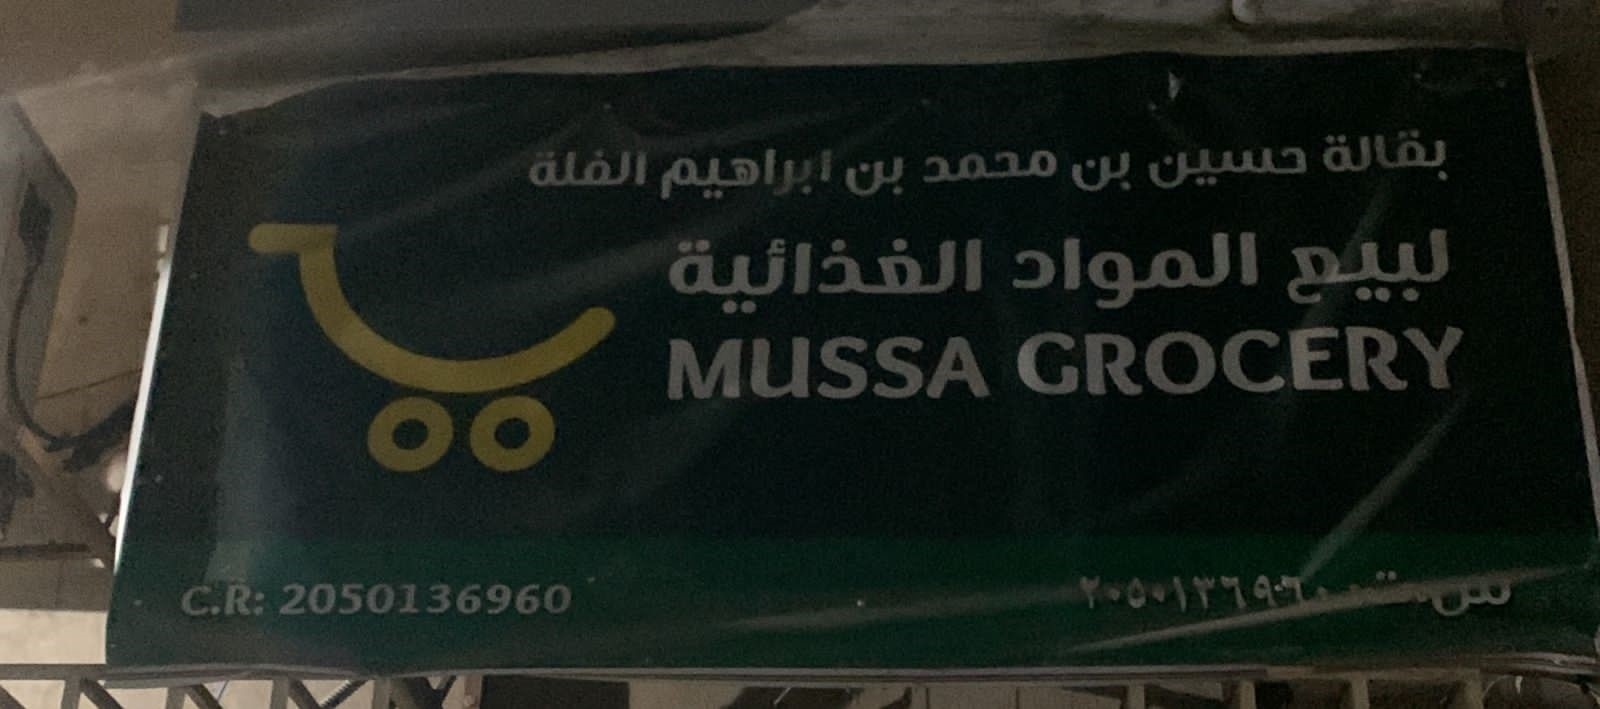 بقالة حسين بن محمد بن ابراهيم الفلة
لبيع المواد الغذائية
MUSSA GROCERY
C.R: 2050136960
س.ت: ٢٠٥٠١٣٦٩٦٠